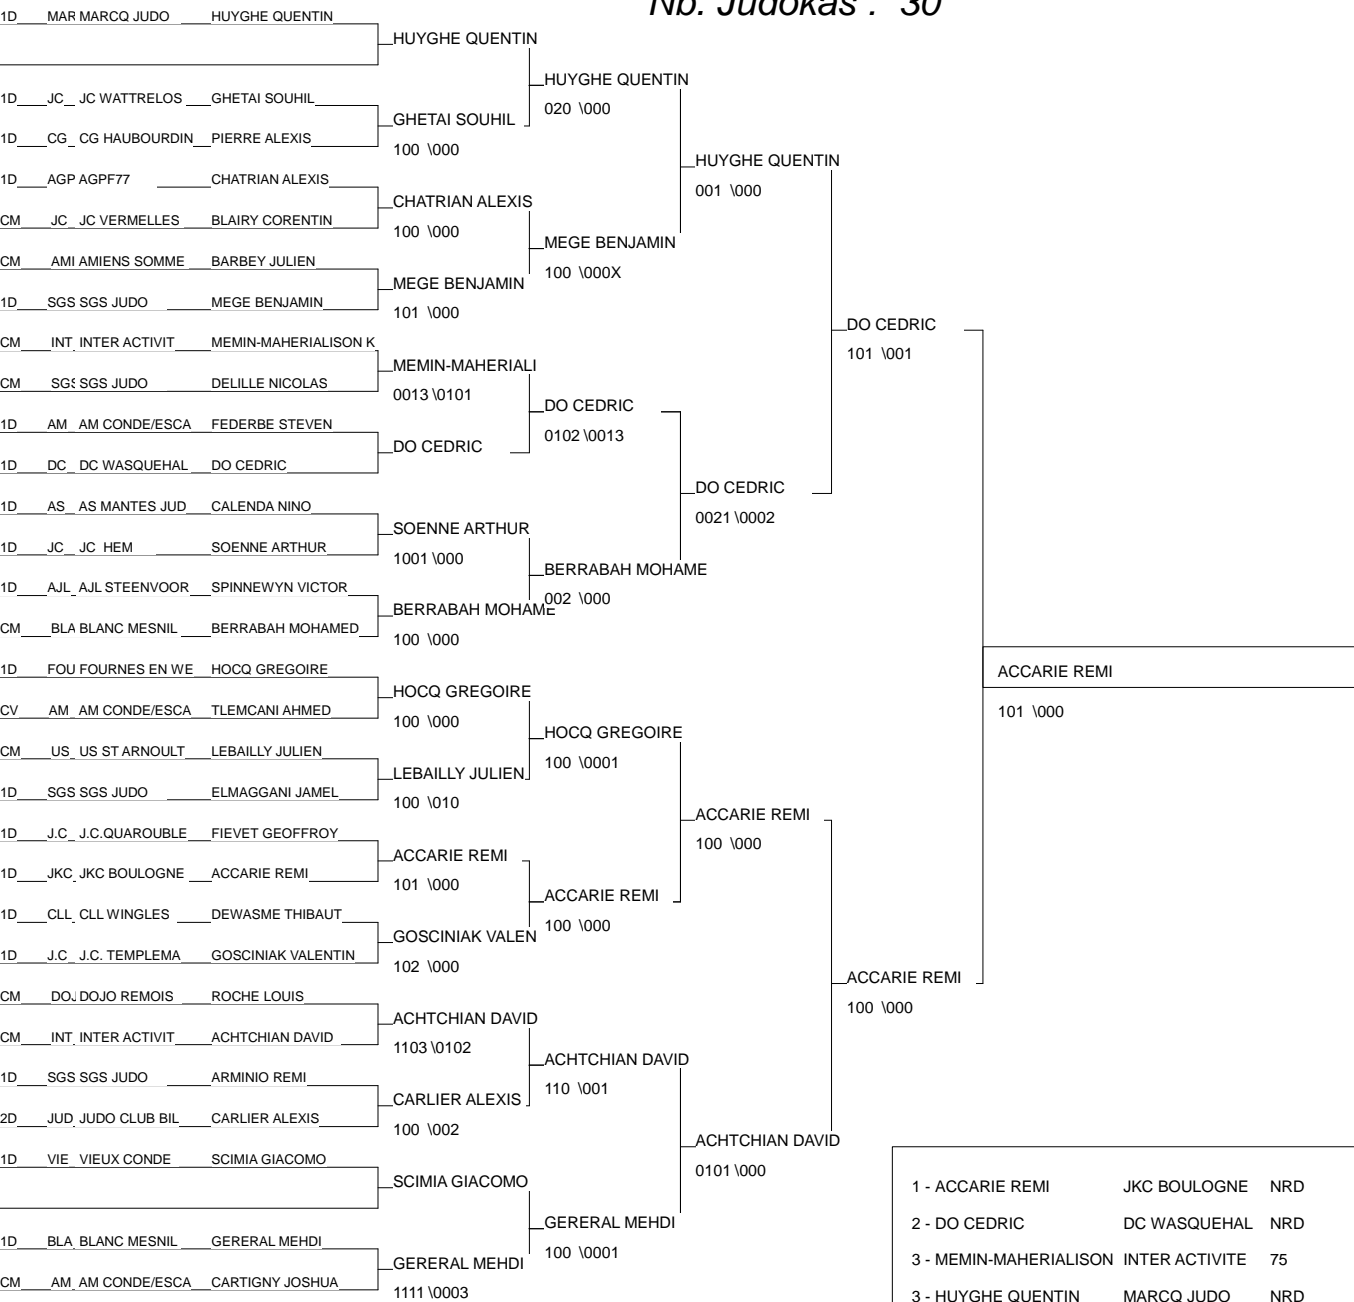 Nb. Judokas : 30
1D MAR MARCQ JUDO HUYGHE QUENTIN
HUYGHE QUENTIN
HUYGHE QUENTIN
020 \000
1D JC JC WATTRELOS GHETAI SOUHIL
GHETAI SOUHIL
100 \000
1D CG CG HAUBOURDIN PIERRE ALEXIS
HUYGHE QUENTIN
001 \000
1D AGP AGPF77 CHATRIAN ALEXIS
CHATRIAN ALEXIS
100 \000
CM JC JC VERMELLES BLAIRY CORENTIN
MEGE BENJAMIN
100 \000X
CM AMI AMIENS SOMME BARBEY JULIEN
MEGE BENJAMIN
101 \000
1D SGS SGS JUDO MEGE BENJAMIN
DO CEDRIC
101 \001
CM INT INTER ACTIVIT MEMIN-MAHERIALISON K
MEMIN-MAHERIALI
0013 \0101
CM SGS SGS JUDO DELILLE NICOLAS
DO CEDRIC
0102 \0013
1D AM AM CONDE/ESCA FEDERBE STEVEN
DO CEDRIC
1D DC DC WASQUEHAL DO CEDRIC
DO CEDRIC
0021 \0002
1D AS AS MANTES JUD CALENDA NINO
SOENNE ARTHUR
1001 \000
1D JC JC HEM SOENNE ARTHUR
BERRABAH MOHAME
002 \000
1D AJL AJL STEENVOOR SPINNEWYN VICTOR
BERRABAH MOHAME
100 \000
CM BLA BLANC MESNIL BERRABAH MOHAMED
ACCARIE REMI
101 \000
1D FOU FOURNES EN WE HOCQ GREGOIRE
HOCQ GREGOIRE
100 \000
CV AM AM CONDE/ESCA TLEMCANI AHMED
HOCQ GREGOIRE
100 \0001
CM US US ST ARNOULT LEBAILLY JULIEN
LEBAILLY JULIEN
100 \010
1D SGS SGS JUDO ELMAGGANI JAMEL
ACCARIE REMI
100 \000
1D J.C J.C.QUAROUBLE FIEVET GEOFFROY
ACCARIE REMI
101 \000
1D JKC JKC BOULOGNE ACCARIE REMI
ACCARIE REMI
100 \000
1D CLL CLL WINGLES DEWASME THIBAUT
GOSCINIAK VALEN
102 \000
1D J.C J.C. TEMPLEMA GOSCINIAK VALENTIN
ACCARIE REMI
100 \000
CM DOJ DOJO REMOIS ROCHE LOUIS
ACHTCHIAN DAVID
1103 \0102
CM INT INTER ACTIVIT ACHTCHIAN DAVID
ACHTCHIAN DAVID
110 \001
1D SGS SGS JUDO ARMINIO REMI
CARLIER ALEXIS
100 \002
2D JUD JUDO CLUB BIL CARLIER ALEXIS
ACHTCHIAN DAVID
0101 \000
1D VIE VIEUX CONDE SCIMIA GIACOMO
SCIMIA GIACOMO
GERERAL MEHDI
100 \0001
1D BLA BLANC MESNIL GERERAL MEHDI
GERERAL MEHDI
1111 \0003
CM AM AM CONDE/ESCA CARTIGNY JOSHUA
1 - ACCARIE REMI JKC BOULOGNE NRD
2 - DO CEDRIC DC WASQUEHAL NRD
3 - MEMIN-MAHERIALISON INTER ACTIVITE 75
3 - HUYGHE QUENTIN MARCQ JUDO NRD